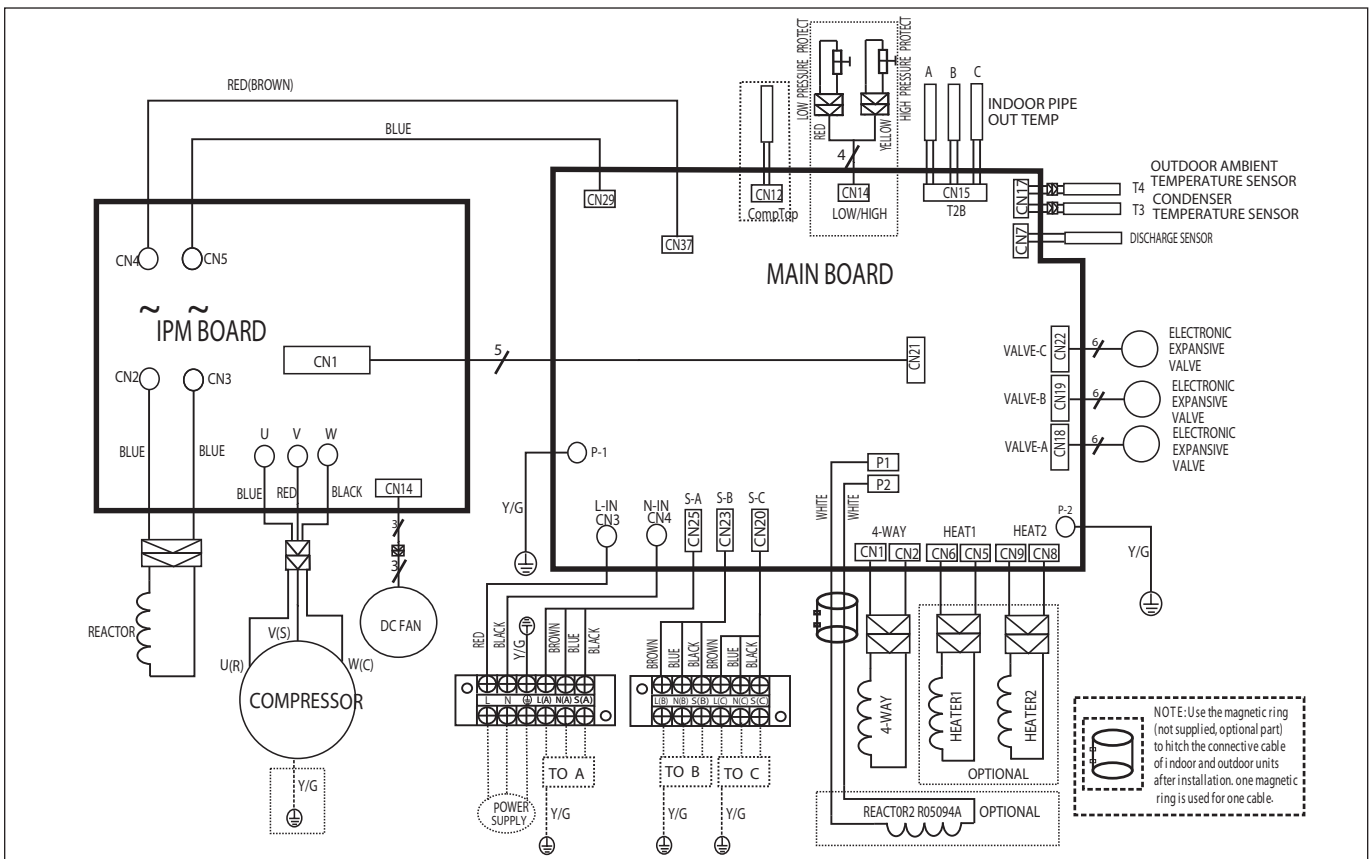 RED(BROWN)
BLUE
LOW PRESSURE PROTECT
HIGH PRESSURE PROTECT
RED
YELLOW
4
A B C
INDOOR PIPE
OUT TEMP
CN29
CN37
CN12
CompTop
CN14
LOW/HIGH
CN15
T2B
CN17
T4
OUTDOOR AMBIENT
TEMPERATURE SENSOR
T3
CONDENSER
TEMPERATURE SENSOR
CN7
DISCHARGE SENSOR
CN4
CN5
~ ~
IPM BOARD
MAIN BOARD
CN1
5
CN21
CN2
CN3
BLUE
BLUE
U V W
BLUE RED BLACK
CN14
3
3
DC FAN
REACTOR
V(S)
U(R)
W(C)
COMPRESSOR
Y/G
VALVE-C
CN22
6
ELECTRONIC
EXPANSIVE
VALVE
VALVE-B
CN19
6
ELECTRONIC
EXPANSIVE
VALVE
VALVE-A
CN18
6
ELECTRONIC
EXPANSIVE
VALVE
P-1
Y/G
L-IN
CN3
N-IN
CN4
S-A
CN25
S-B
CN23
S-C
CN20
P1
P2
WHITE
WHITE
P-2
Y/G
4-WAY
CN1 CN2
HEAT1
CN6 CN5
HEAT2
CN9 CN8
RED
BLACK
Y/G
BROWN
BLUE
BLACK
BROWN
BLUE
BLACK
BROWN
BLUE
BLACK
L N L(A) N(A) S(A)
L(B) N(B) S(B) L(C) N(C) S(C)
POWER
SUPPLY
TO A
Y/G
TO B
Y/G
TO C
Y/G
4-WAY
HEATER1
HEATER2
OPTIONAL
REACTOR2 R05094A
OPTIONAL
NOTE:Use the magnetic ring
(not supplied, optional part)
to hitch the connective cable
of indoor and outdoor units
after installation. one magnetic
ring is used for one cable.